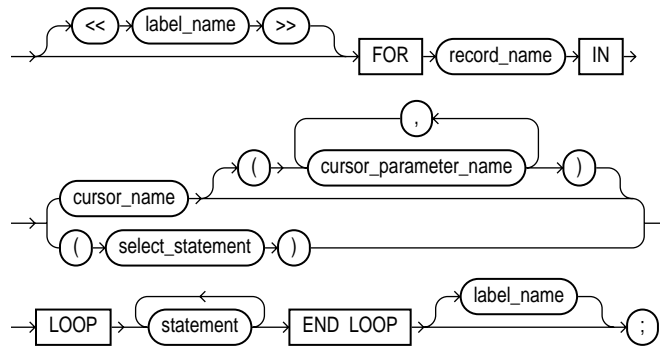 << label_name >>
FOR record_name IN
,
( cursor_parameter_name )
cursor_name
( select_statement )
label_name
LOOP statement END LOOP ;